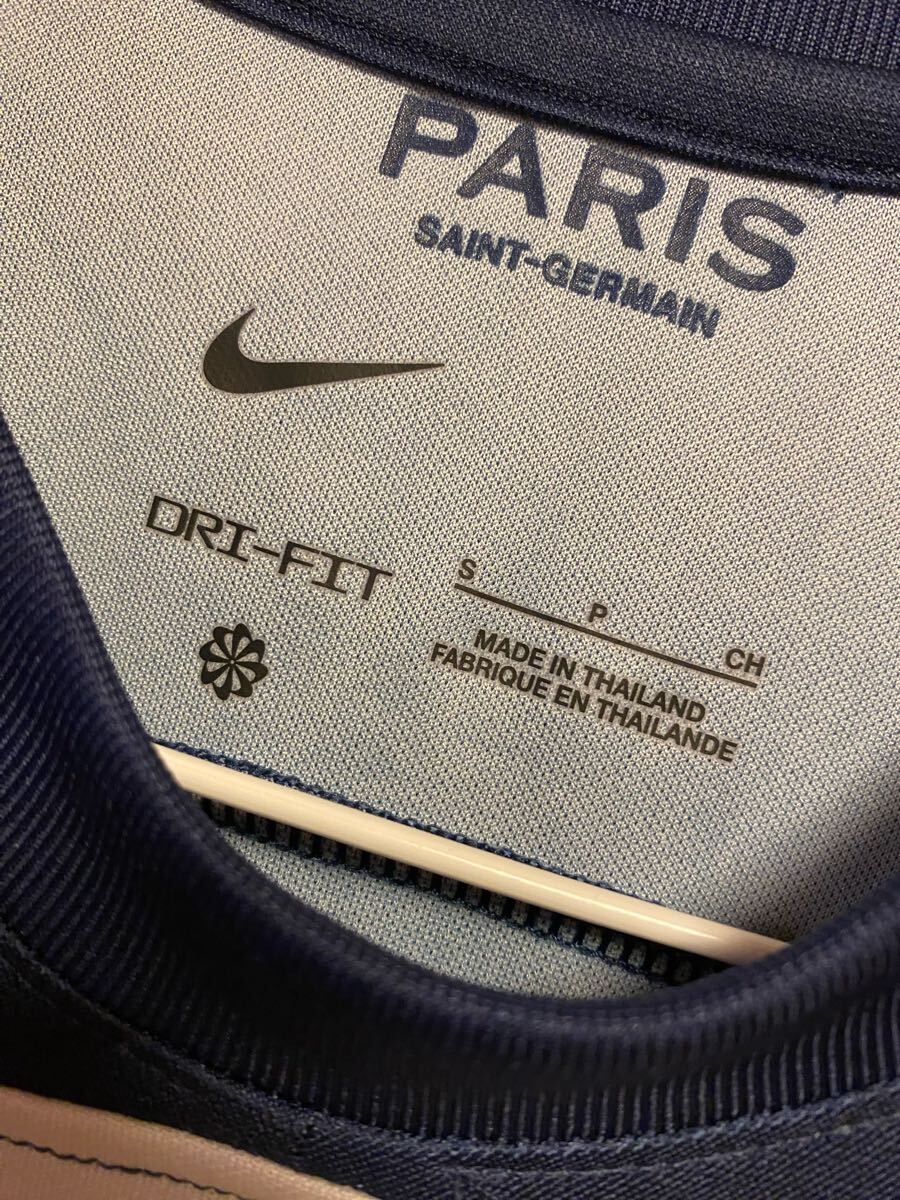 PARIS
SAINT-GERMAIN
DRI-FIT
S P CH
MADE IN THAILAND
FABRIQUE EN THAILANDE